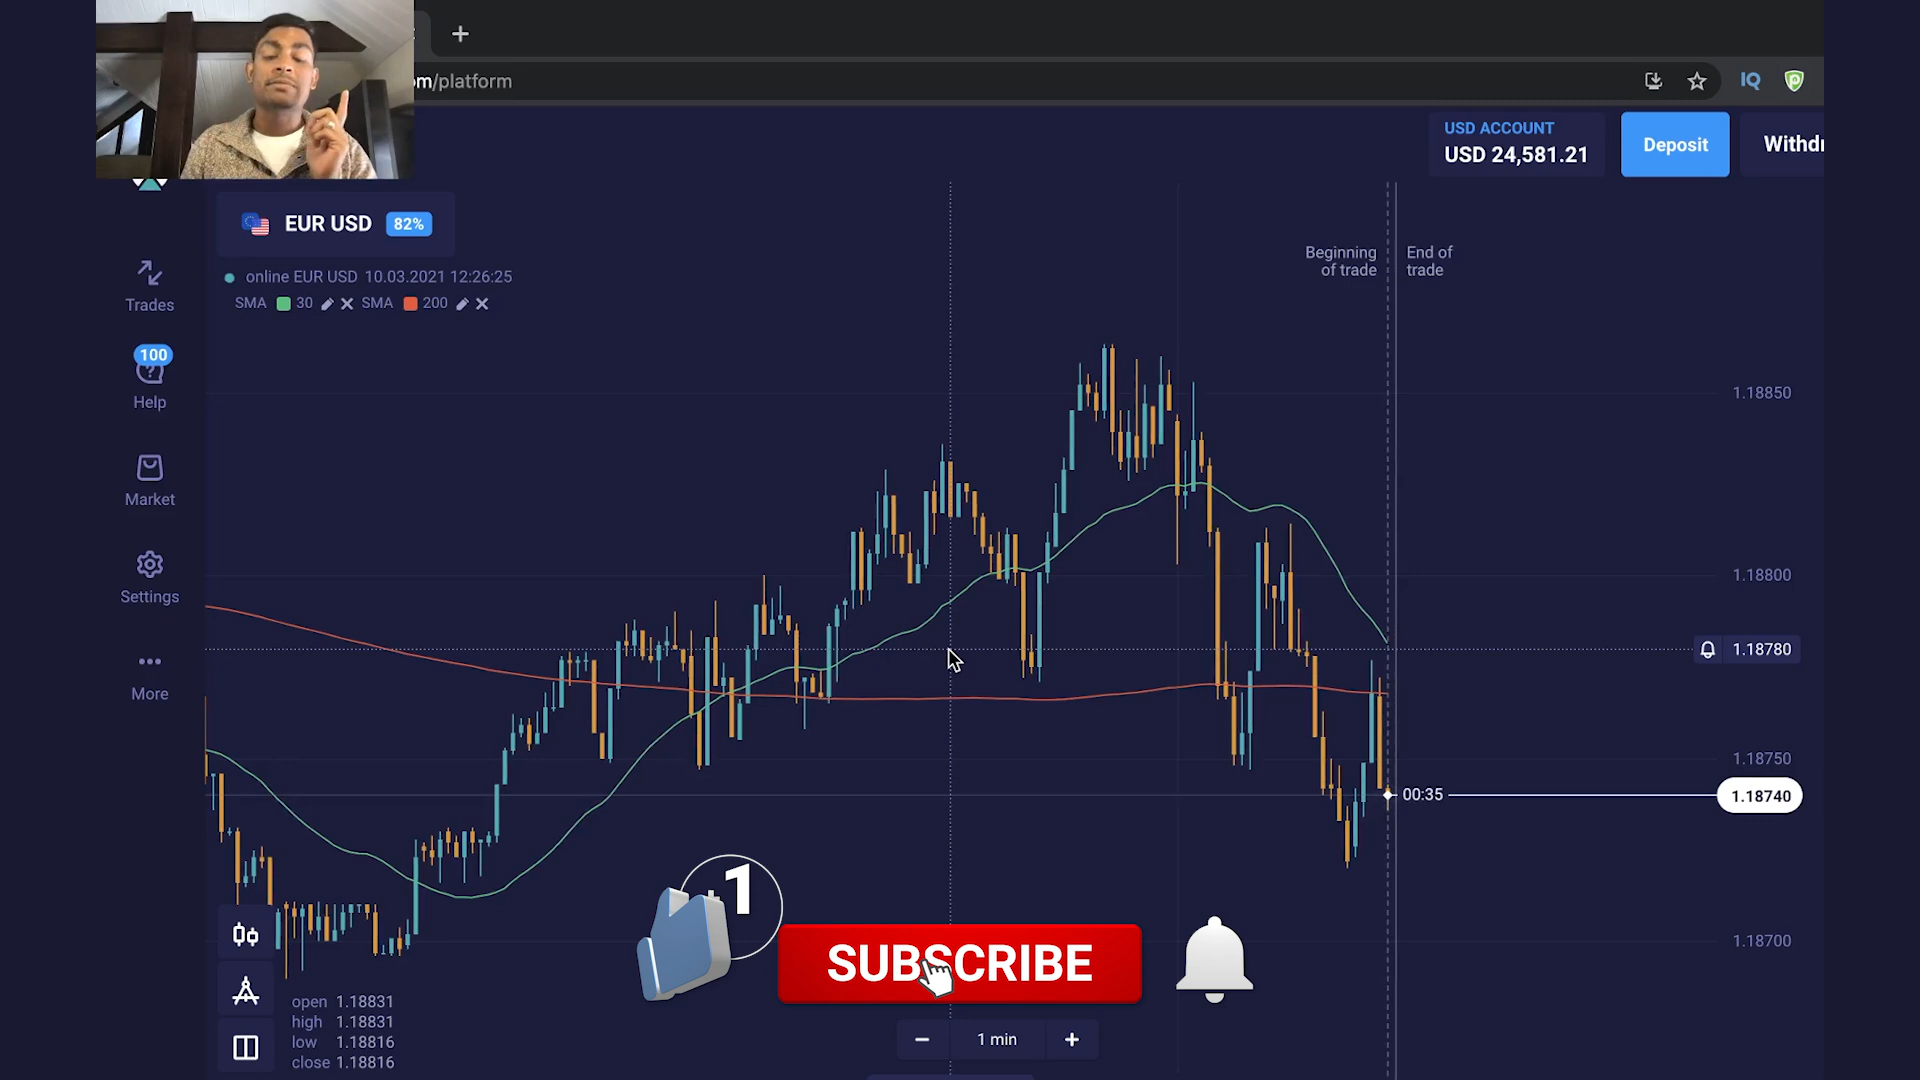 om/platform
IQ
USD ACCOUNT
USD 24,581.21
Deposit
Withdr
EUR USD 82%
Beginning of trade
End of trade
online EUR USD 10.03.2021 12:26:25
SMA 30 SMA 200
Trades
100
Help
Market
Settings
More
1.18850
1.18800
1.18780
1.18750
00:35
1.18740
1.18700
1
SUBSCRIBE
open 1.18831
high 1.18831
low 1.18816
close 1.18816
1 min